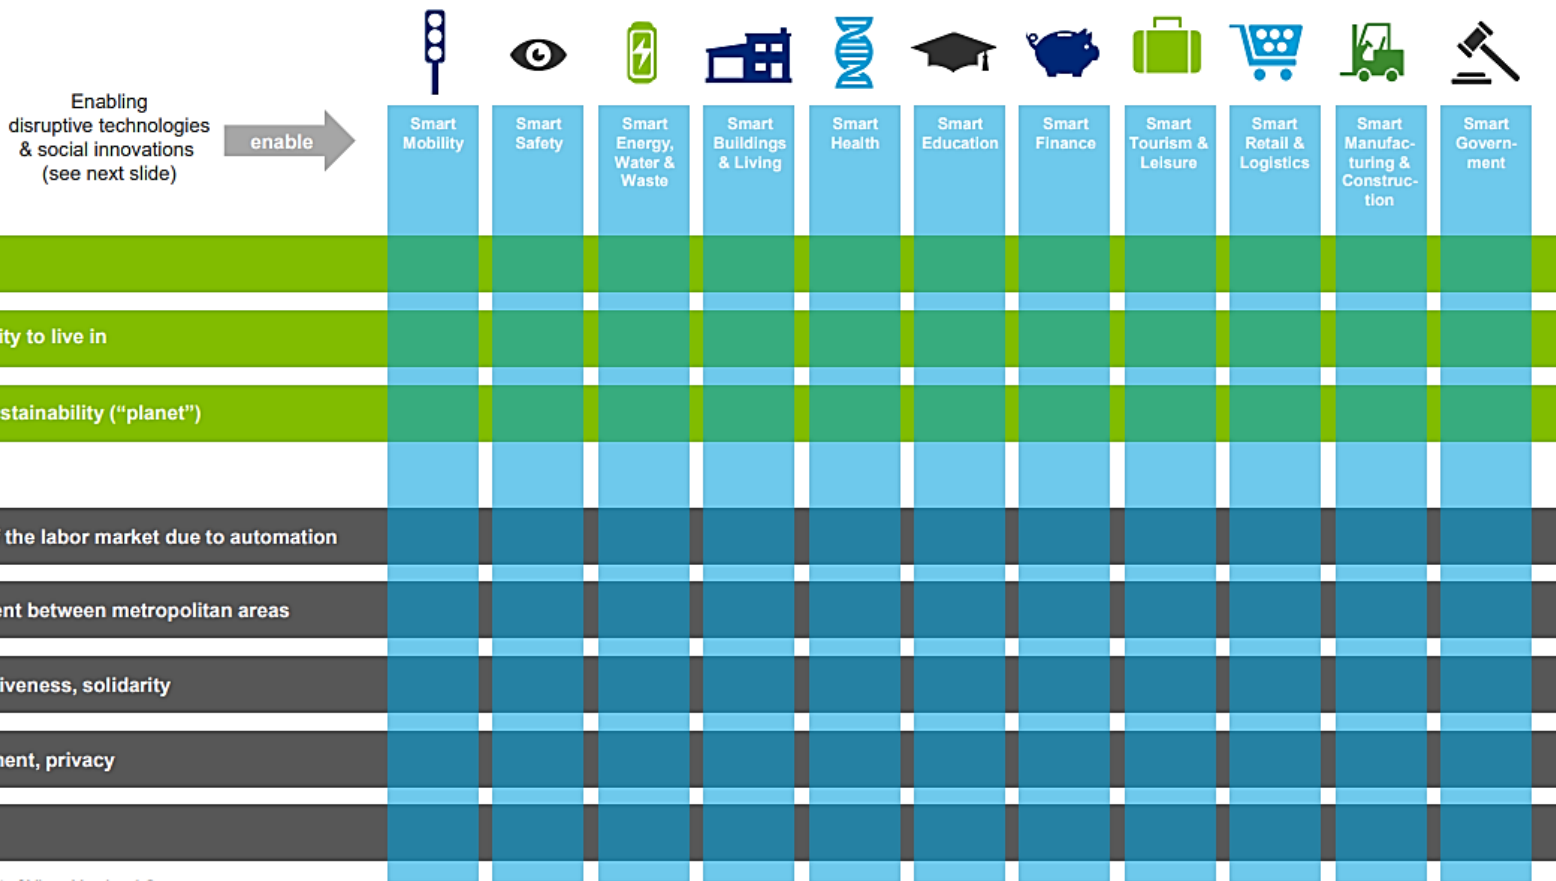 Enabling
disruptive technologies
& social innovations
(see next slide)
enable
Smart
Mobility
Smart
Safety
Smart
Energy,
Water &
Waste
Smart
Buildings
& Living
Smart
Health
Smart
Education
Smart
Finance
Smart
Tourism &
Leisure
Smart
Retail &
Logistics
Smart
Manufac-
turing &
Construc-
tion
Smart
Govern-
ment
ity to live in
stainability (“planet”)
the labor market due to automation
ent between metropolitan areas
iveness, solidarity
ment, privacy